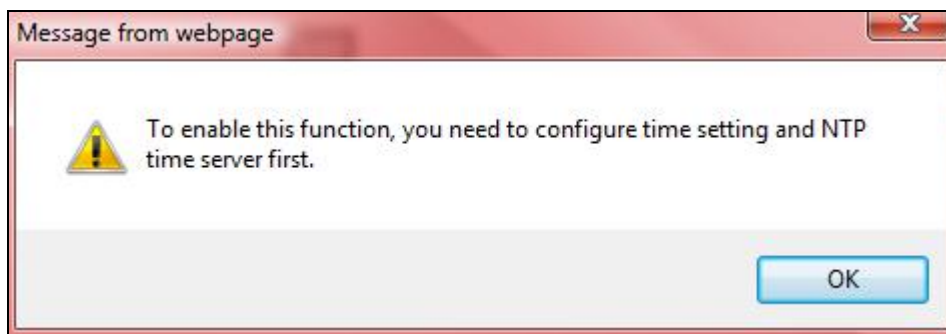 Message from webpage
To enable this function, you need to configure time setting and NTP
time server first.
OK